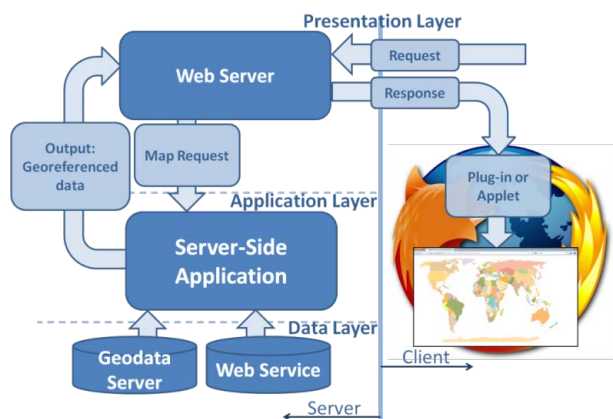 Presentation Layer
Request
Web Server
Response
Output:
Georeferenced
data
Map Request
Plug-in or
Applet
Application Layer
Server-Side
Application
Data Layer
Geodata
Server
Web Service
Client
Server